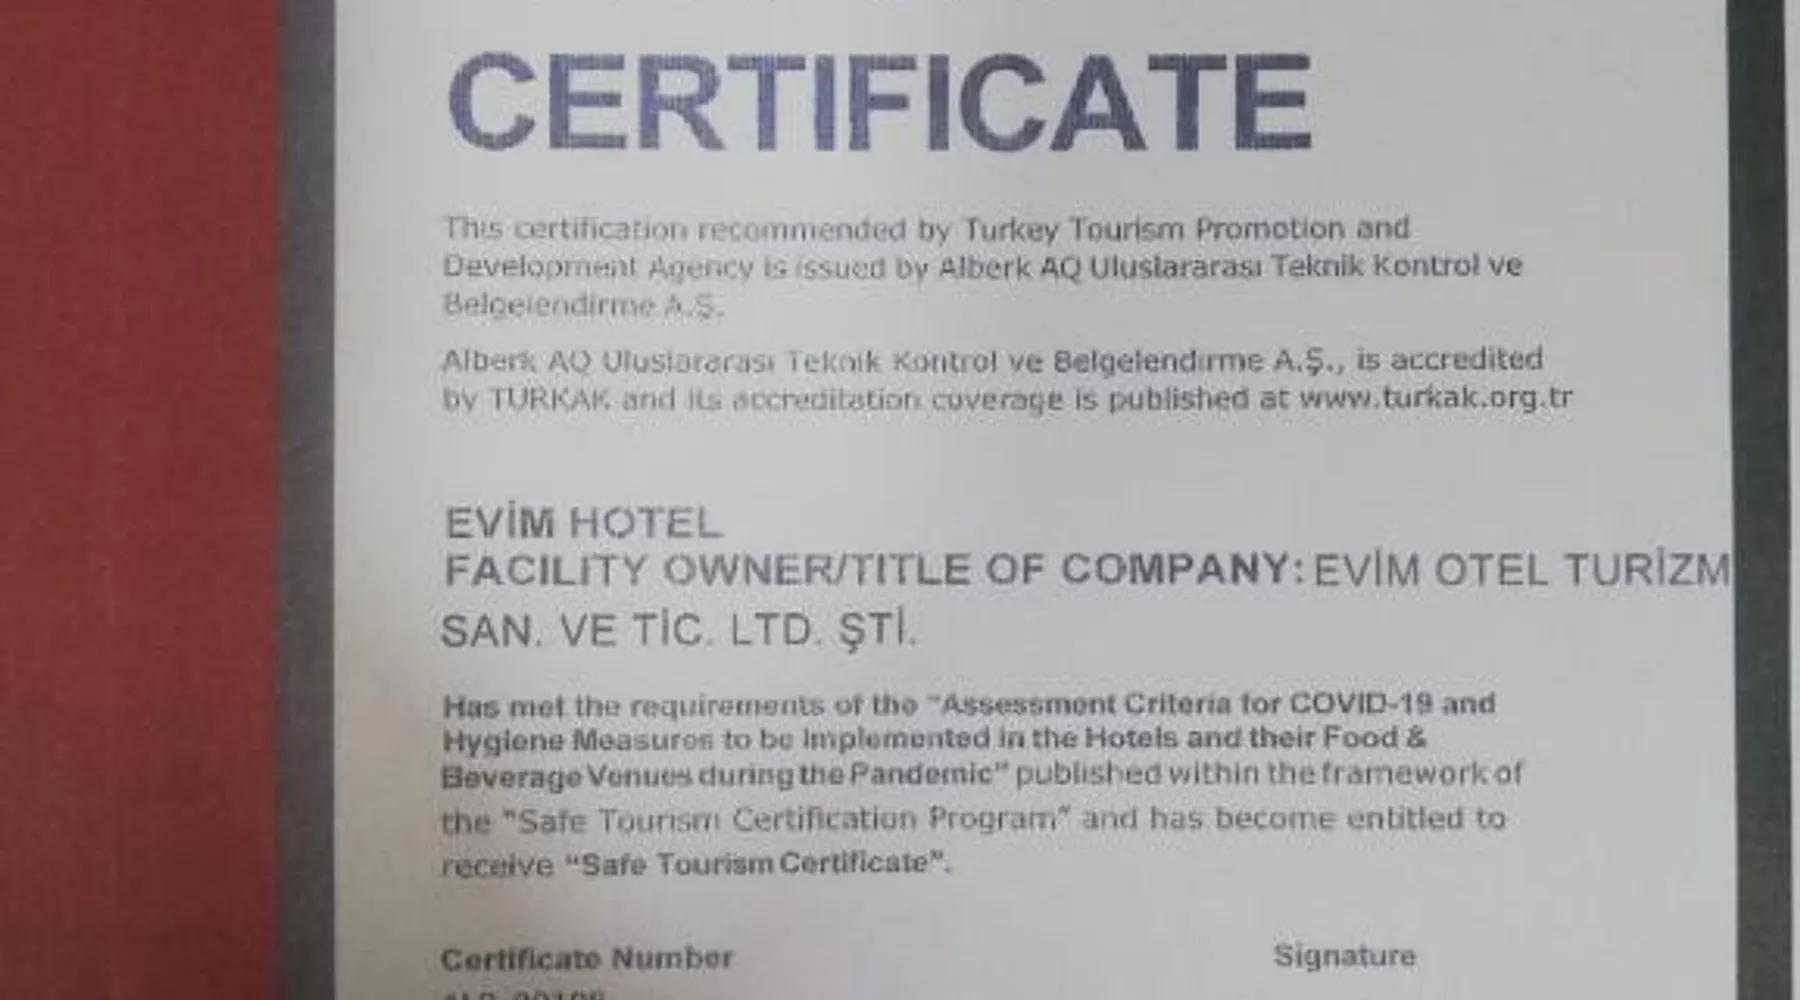 CERTIFICATE
This certification recommended by Turkey Tourism Promotion and
Development Agency is issued by Alberk AQ Uluslararası Teknik Kontrol ve
Belgelendirme A.Ş.
Alberk AQ Uluslararası Teknik Kontrol ve Belgelendirme A.Ş., is accredited
by TURKAK and its accreditation coverage is published at www.turkak.org.tr
EVİM HOTEL
FACILITY OWNER/TITLE OF COMPANY: EVİM OTEL TURİZM
SAN. VE TİC. LTD. ŞTİ.
Has met the requirements of the "Assessment Criteria for COVID-19 and
Hygiene Measures to be Implemented in the Hotels and their Food &
Beverage Venues during the Pandemic" published within the framework of
the "Safe Tourism Certification Program" and has become entitled to
receive "Safe Tourism Certificate".
Certificate Number
Signature